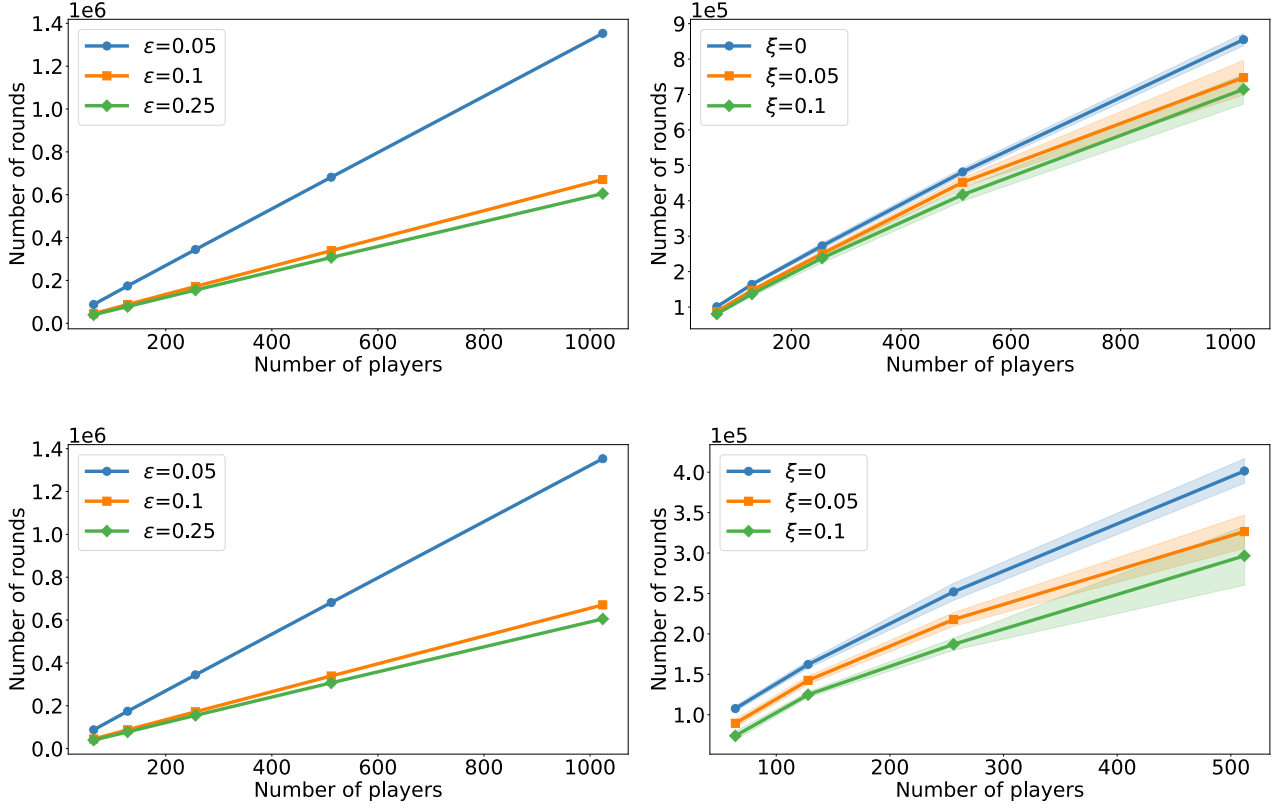 1e6
1.4
1.2
1.0
0.8
0.6
0.4
0.2
0.0
Number of rounds
ε=0.05
ε=0.1
ε=0.25
200
400
600
800
1000
Number of players
1e5
9
8
7
6
5
4
3
2
1
Number of rounds
ξ=0
ξ=0.05
ξ=0.1
200
400
600
800
1000
Number of players
1e6
1.4
1.2
1.0
0.8
0.6
0.4
0.2
0.0
Number of rounds
ε=0.05
ε=0.1
ε=0.25
200
400
600
800
1000
Number of players
1e5
4.0
3.5
3.0
2.5
2.0
1.5
1.0
Number of rounds
ξ=0
ξ=0.05
ξ=0.1
100
200
300
400
500
Number of players